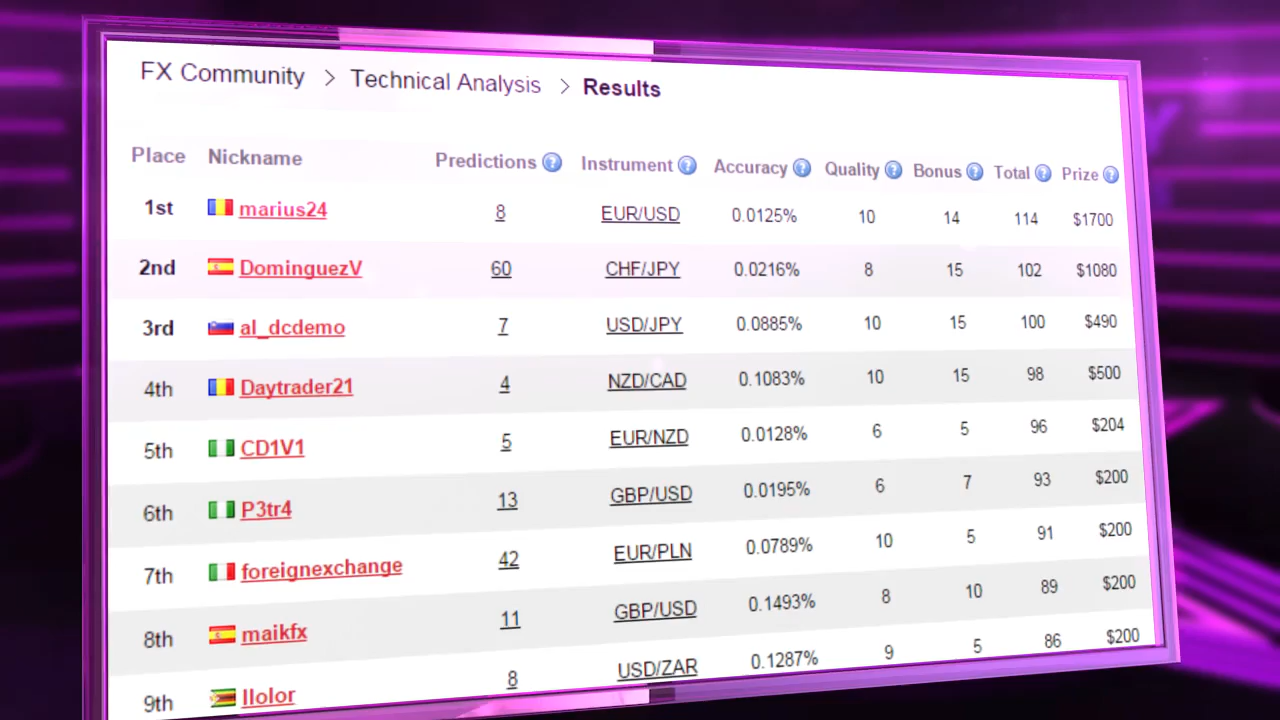 FX Community > Technical Analysis > Results
Place Nickname Predictions Instrument Accuracy Quality Bonus Total Prize
1st marius24 8 EUR/USD 0.0125% 10 14 114 $1700
2nd DominguezV 60 CHF/JPY 0.0216% 8 15 102 $1080
3rd al_dcdemo 7 USD/JPY 0.0885% 10 15 100 $490
4th Daytrader21 4 NZD/CAD 0.1083% 10 15 98 $500
5th CD1V1 5 EUR/NZD 0.0128% 6 5 96 $204
6th P3tr4 13 GBP/USD 0.0195% 6 7 93 $200
7th foreignexchange 42 EUR/PLN 0.0789% 10 5 91 $200
8th maikfx 11 GBP/USD 0.1493% 8 10 89 $200
9th 8 USD/ZAR 0.1287% 9 5 86 $200